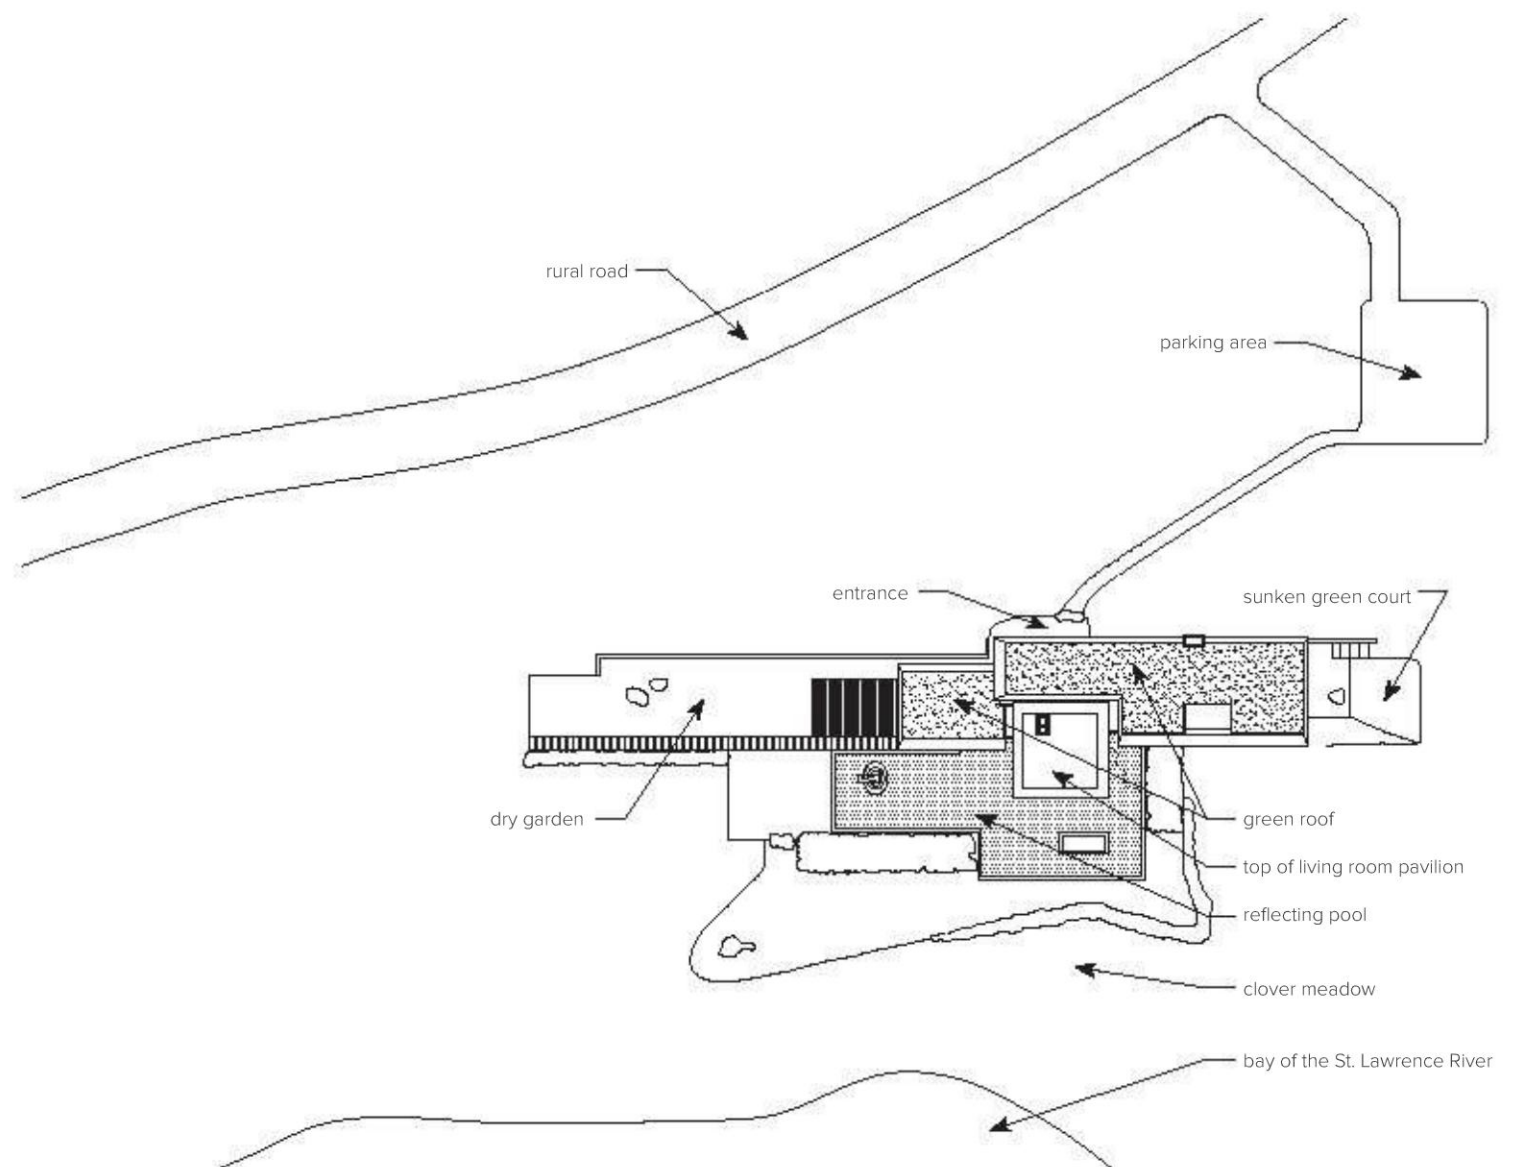 rural road
parking area
entrance
sunken green court
dry garden
green roof
top of living room pavilion
reflecting pool
clover meadow
bay of the St. Lawrence River